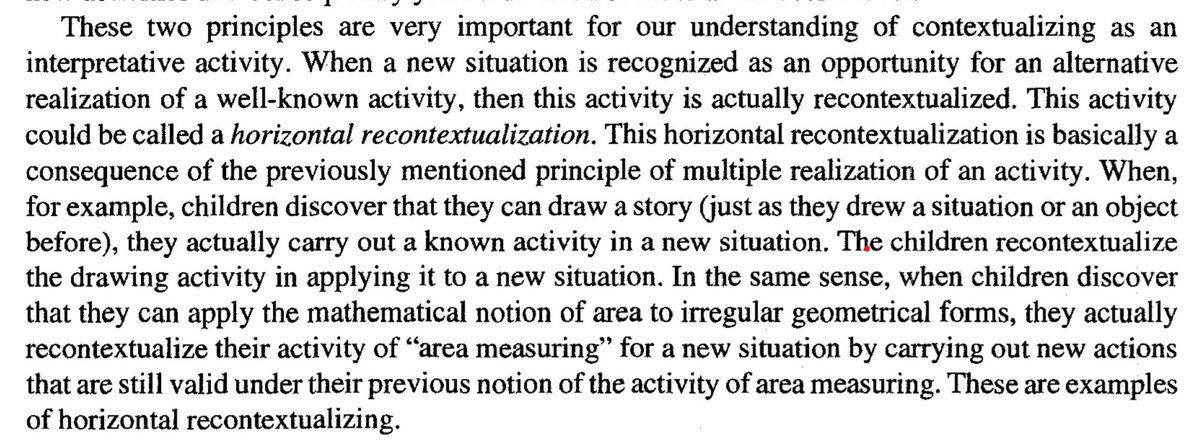 These two principles are very important for our understanding of contextualizing as an
interpretative activity. When a new situation is recognized as an opportunity for an alternative
realization of a well-known activity, then this activity is actually recontextualized. This activity
could be called a horizontal recontextualization. This horizontal recontextualization is basically a
consequence of the previously mentioned principle of multiple realization of an activity. When,
for example, children discover that they can draw a story (just as they drew a situation or an object
before), they actually carry out a known activity in a new situation. The children recontextualize
the drawing activity in applying it to a new situation. In the same sense, when children discover
that they can apply the mathematical notion of area to irregular geometrical forms, they actually
recontextualize their activity of “area measuring” for a new situation by carrying out new actions
that are still valid under their previous notion of the activity of area measuring. These are examples
of horizontal recontextualizing.